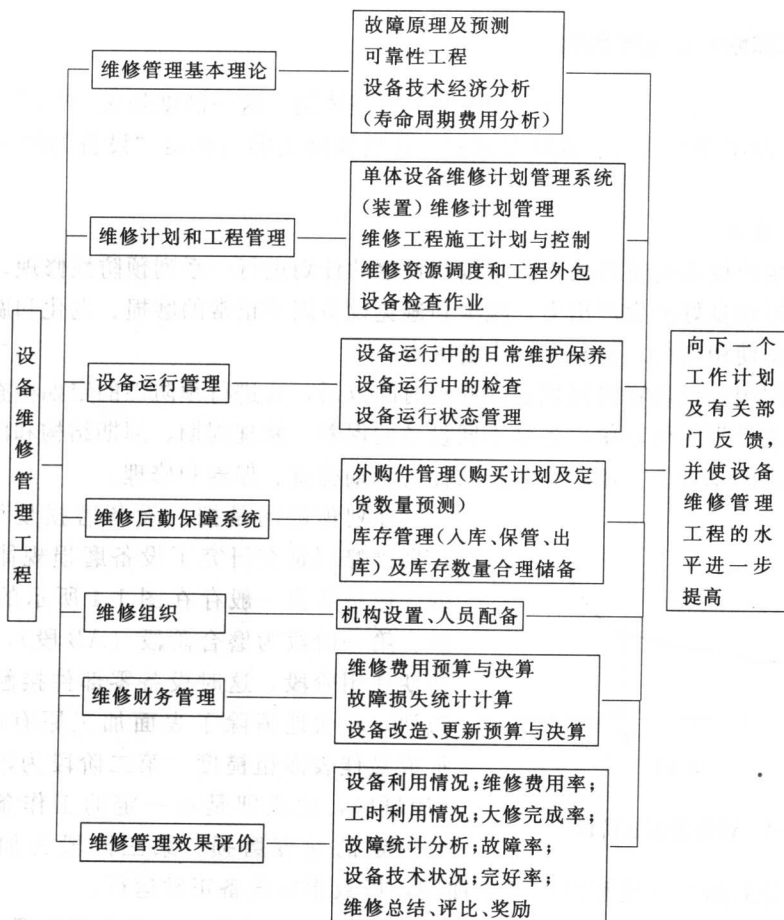 设
备
维
修
管
理
工
程
维修管理基本理论
故障原理及预测
可靠性工程
设备技术经济分析
(寿命周期费用分析)
维修计划和工程管理
单体设备维修计划管理系统
(装置)维修计划管理
维修工程施工计划与控制
维修资源调度和工程外包
设备检查作业
设备运行管理
设备运行中的日常维护保养
设备运行中的检查
设备运行状态管理
维修后勤保障系统
外购件管理(购买计划及定
货数量预测)
库存管理(入库、保管、出
库)及库存数量合理储备
维修组织
机构设置、人员配备
维修财务管理
维修费用预算与决算
故障损失统计计算
设备改造、更新预算与决算
维修管理效果评价
设备利用情况;维修费用率;
工时利用情况;大修完成率;
故障统计分析;故障率;
设备技术状况;完好率;
维修总结、评比、奖励
向下一个
工作计划
及有关部
门反馈,
并使设备
维修管理
工程的水
平进一步
提高